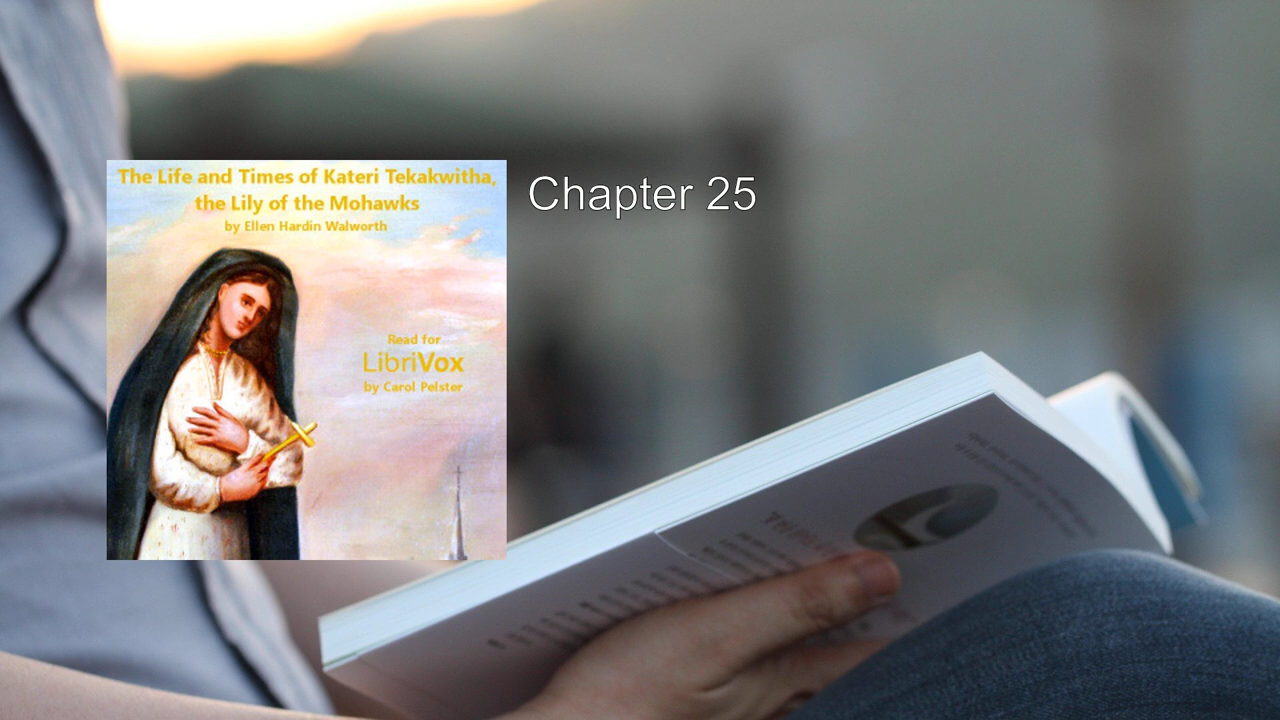 The Life and Times of Kateri Tekakwitha,
the Lily of the Mohawks
by Ellen Hardin Walworth
Read for
LibriVox
by Carol Pelster
Chapter 25